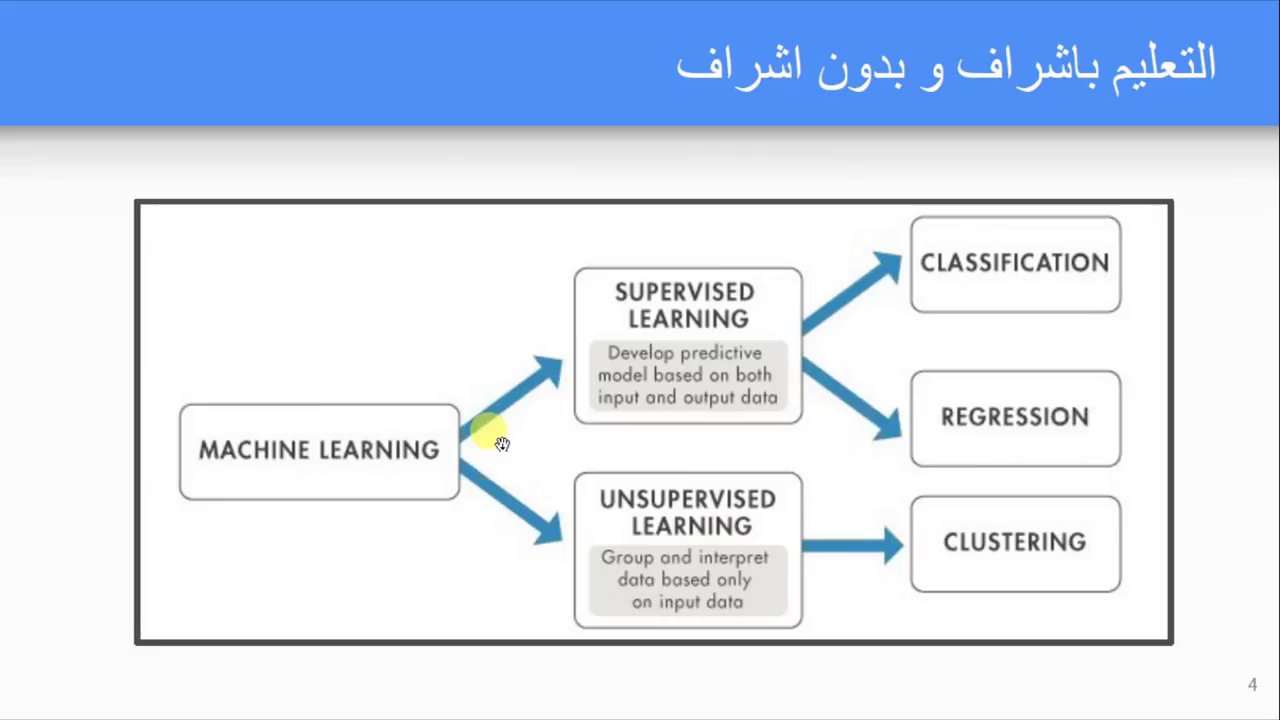 التعليم باشراف و بدون اشراف
MACHINE LEARNING
SUPERVISED
LEARNING
Develop predictive
model based on both
input and output data
CLASSIFICATION
REGRESSION
UNSUPERVISED
LEARNING
Group and interpret
data based only
on input data
CLUSTERING
4